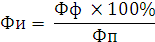 Фи = Фф × 100%
Фп